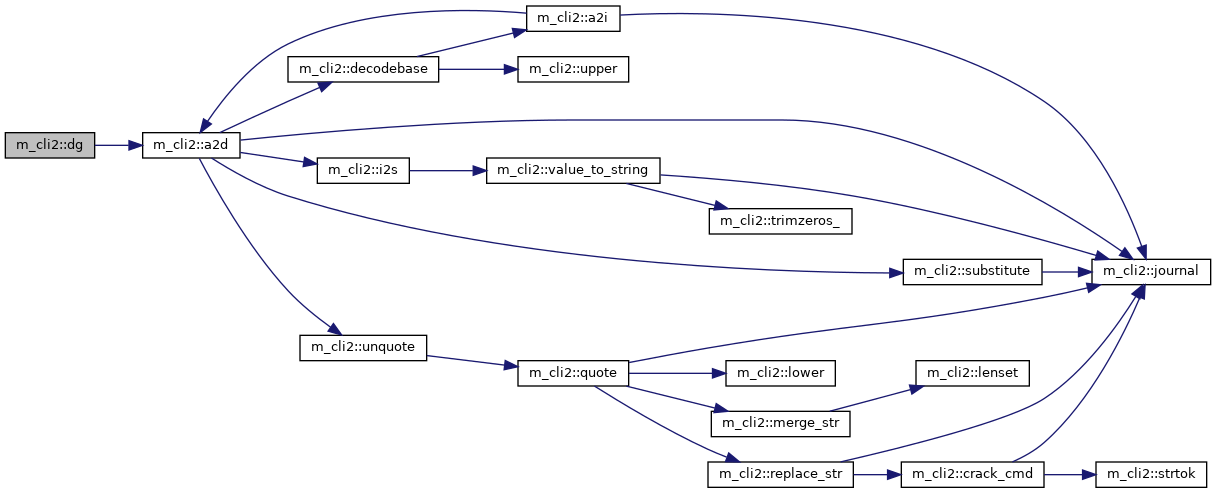 m_cli2::dg
m_cli2::a2d
m_cli2::decodebase
m_cli2::a2i
m_cli2::upper
m_cli2::i2s
m_cli2::value_to_string
m_cli2::trimzeros_
m_cli2::substitute
m_cli2::journal
m_cli2::unquote
m_cli2::quote
m_cli2::lower
m_cli2::merge_str
m_cli2::lenset
m_cli2::replace_str
m_cli2::crack_cmd
m_cli2::strtok